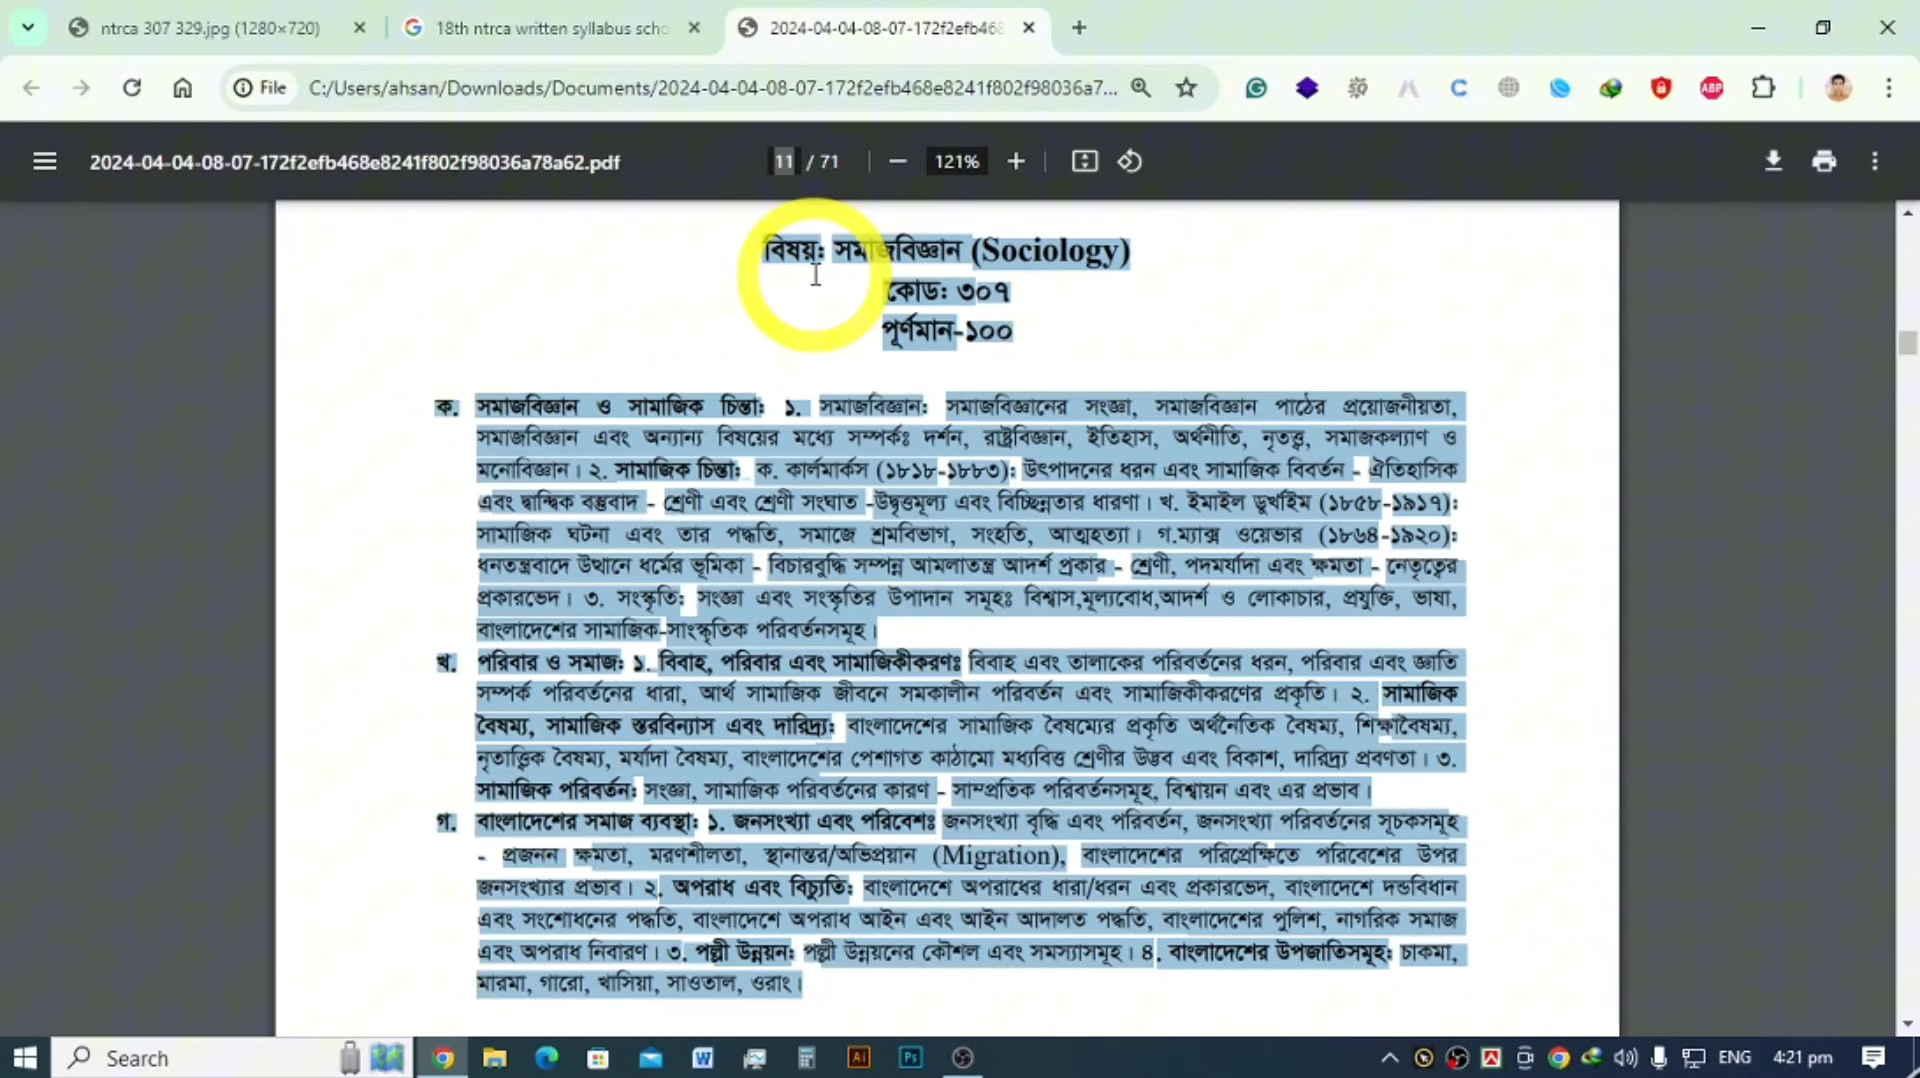 ntrca 307 329.jpg (1280×720)
18th ntrca written syllabus scho
2024-04-04-08-07-172f2efb468
File
C:/Users/ahsan/Downloads/Documents/2024-04-04-08-07-172f2efb468e8241f802f98036a7...
2024-04-04-08-07-172f2efb468e8241f802f98036a78a62.pdf
11 / 71
121%
বিষয়: সমাজবিজ্ঞান (Sociology)
কোড: ৩০৭
পূর্ণমান-১০০
ক. সমাজবিজ্ঞান ও সামাজিক চিন্তা: ১. সমাজবিজ্ঞান: সমাজবিজ্ঞানের সংজ্ঞা, সমাজবিজ্ঞান পাঠের প্রয়োজনীয়তা,
সমাজবিজ্ঞান এবং অন্যান্য বিষয়ের মধ্যে সম্পর্কঃ দর্শন, রাষ্ট্রবিজ্ঞান, ইতিহাস, অর্থনীতি, নৃতত্ত্ব, সমাজকল্যাণ ও
মনোবিজ্ঞান। ২. সামাজিক চিন্তা: ক. কার্লমার্কস (১৮১৮-১৮৮৩): উৎপাদনের ধরন এবং সামাজিক বিবর্তন - ঐতিহাসিক
এবং দ্বান্দ্বিক বস্তুবাদ - শ্রেণী এবং শ্রেণী সংঘাত -উদ্বৃত্তমূল্য এবং বিচ্ছিন্নতার ধারণা। খ. ইমাইল ডুর্খাইম (১৮৫৮-১৯১৭):
সামাজিক ঘটনা এবং তার পদ্ধতি, সমাজে শ্রমবিভাগ, সংহতি, আত্মহত্যা। গ.ম্যাক্স ওয়েভার (১৮৬৪-১৯২০):
ধনতন্ত্রবাদে উত্থানে ধর্মের ভূমিকা - বিচারবুদ্ধি সম্পন্ন আমলাতন্ত্র আদর্শ প্রকার - শ্রেণী, পদমর্যাদা এবং ক্ষমতা - নেতৃত্বের
প্রকারভেদ। ৩. সংস্কৃতি: সংজ্ঞা এবং সংস্কৃতির উপাদান সমূহঃ বিশ্বাস,মূল্যবোধ,আদর্শ ও লোকাচার, প্রযুক্তি, ভাষা,
বাংলাদেশের সামাজিক-সাংস্কৃতিক পরিবর্তনসমূহ।
খ. পরিবার ও সমাজ: ১. বিবাহ, পরিবার এবং সামাজিকীকরণঃ বিবাহ এবং তালাকের পরিবর্তনের ধরন, পরিবার এবং জ্ঞাতি
সম্পর্ক পরিবর্তনের ধারা, আর্থ সামাজিক জীবনে সমকালীন পরিবর্তন এবং সামাজিকীকরণের প্রকৃতি। ২. সামাজিক
বৈষম্য, সামাজিক স্তরবিন্যাস এবং দারিদ্র্য: বাংলাদেশের সামাজিক বৈষম্যের প্রকৃতি অর্থনৈতিক বৈষম্য, শিক্ষাবৈষম্য,
নৃতাত্ত্বিক বৈষম্য, মর্যাদা বৈষম্য, বাংলাদেশের পেশাগত কাঠামো মধ্যবিত্ত শ্রেণীর উদ্ভব এবং বিকাশ, দারিদ্র্য প্রবণতা। ৩.
সামাজিক পরিবর্তন: সংজ্ঞা, সামাজিক পরিবর্তনের কারণ - সাম্প্রতিক পরিবর্তনসমূহ, বিশ্বায়ন এবং এর প্রভাব।
গ. বাংলাদেশের সমাজ ব্যবস্থা: ১. জনসংখ্যা এবং পরিবেশঃ জনসংখ্যা বৃদ্ধি এবং পরিবর্তন, জনসংখ্যা পরিবর্তনের সূচকসমূহ
- প্রজনন ক্ষমতা, মরণশীলতা, স্থানান্তর/অভিপ্রয়ান (Migration), বাংলাদেশের পরিপ্রেক্ষিতে পরিবেশের উপর
জনসংখ্যার প্রভাব। ২. অপরাধ এবং বিচ্যুতি: বাংলাদেশে অপরাধের ধারা/ধরন এবং প্রকারভেদ, বাংলাদেশে দন্ডবিধান
এবং সংশোধনের পদ্ধতি, বাংলাদেশে অপরাধ আইন এবং আইন আদালত পদ্ধতি, বাংলাদেশের পুলিশ, নাগরিক সমাজ
এবং অপরাধ নিবারণ। ৩. পল্লী উন্নয়ন: পল্লী উন্নয়নের কৌশল এবং সমস্যাসমূহ। ৪. বাংলাদেশের উপজাতিসমূহ: চাকমা,
মারমা, গারো, খাসিয়া, সাওতাল, ওরাং।
Search
ENG
4:21 pm